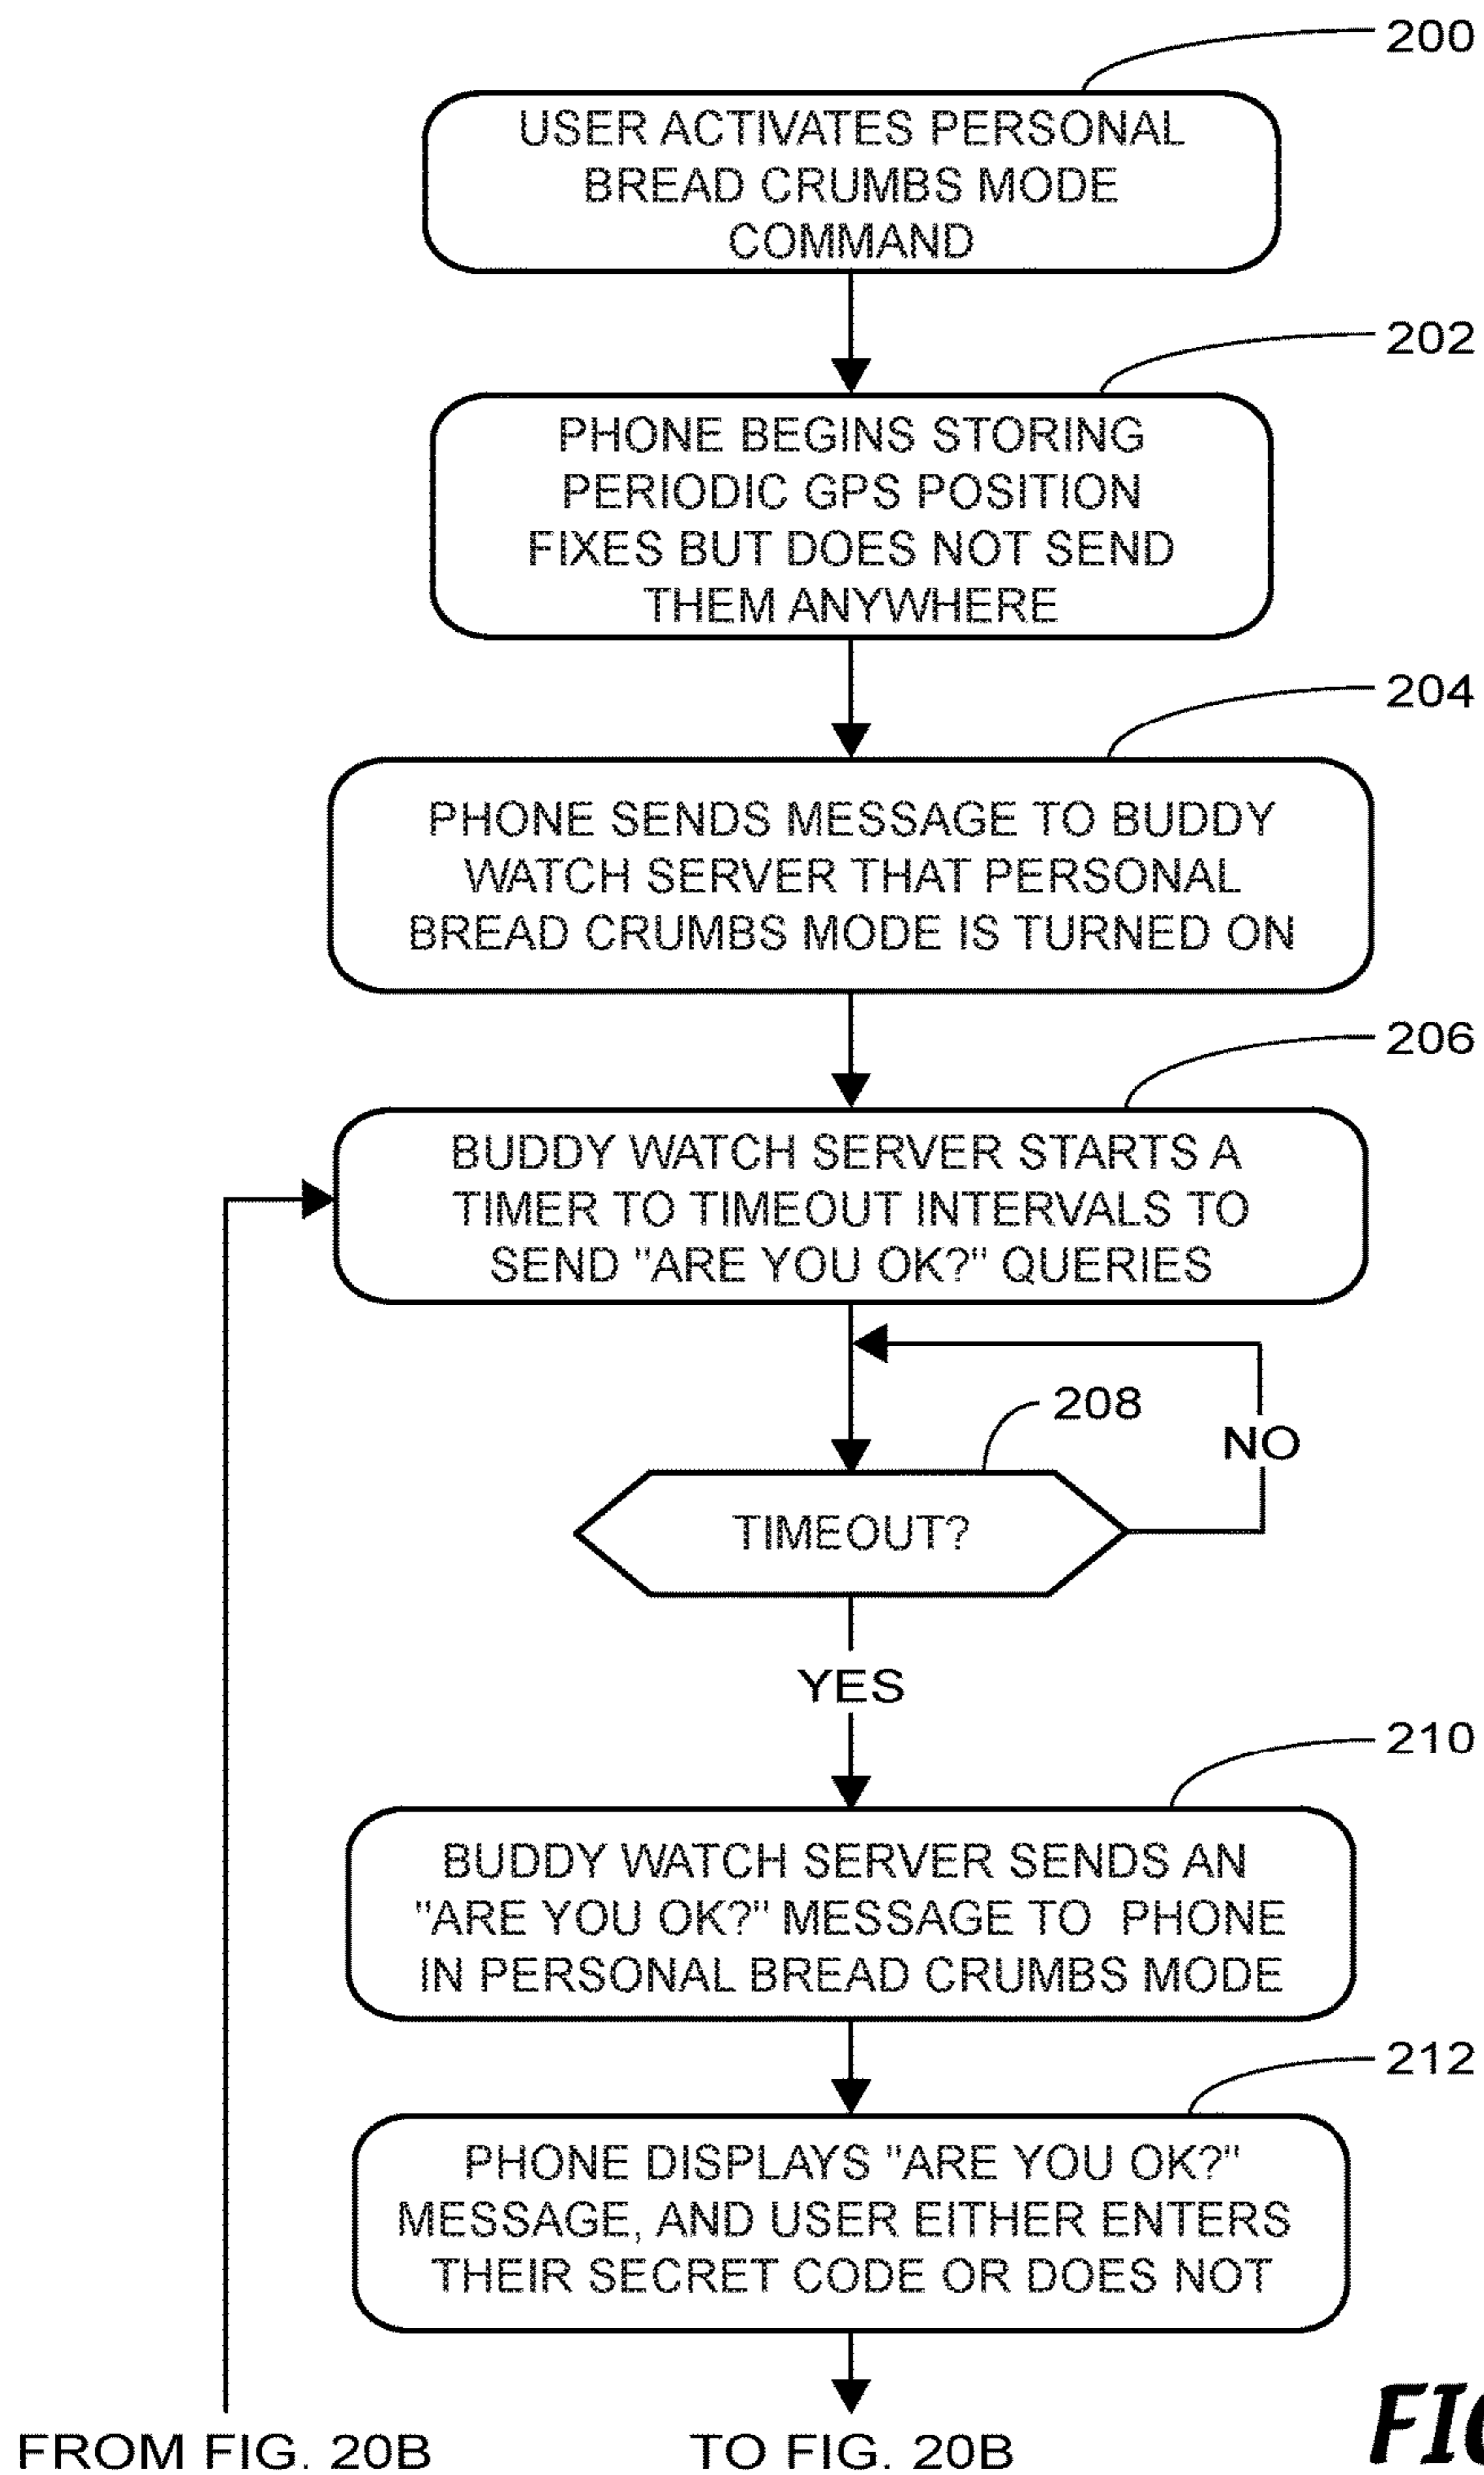 200
USER ACTIVATES PERSONAL
BREAD CRUMBS MODE
COMMAND
202
PHONE BEGINS STORING
PERIODIC GPS POSITION
FIXES BUT DOES NOT SEND
THEM ANYWHERE
204
PHONE SENDS MESSAGE TO BUDDY
WATCH SERVER THAT PERSONAL
BREAD CRUMBS MODE IS TURNED ON
206
BUDDY WATCH SERVER STARTS A
TIMER TO TIMEOUT INTERVALS TO
SEND "ARE YOU OK?" QUERIES
208
NO
TIMEOUT?
YES
210
BUDDY WATCH SERVER SENDS AN
"ARE YOU OK?" MESSAGE TO PHONE
IN PERSONAL BREAD CRUMBS MODE
212
PHONE DISPLAYS "ARE YOU OK?"
MESSAGE, AND USER EITHER ENTERS
THEIR SECRET CODE OR DOES NOT
FROM FIG. 20B
TO FIG. 20B